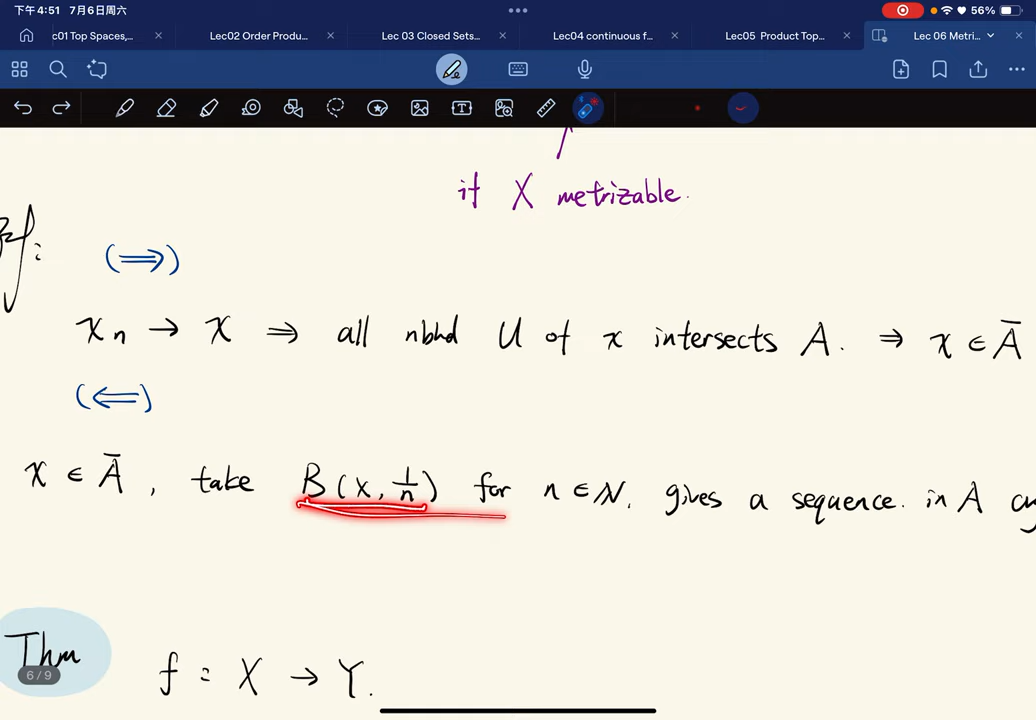 下午4:51 7月6日周六
56%
c01 Top Spaces,...
Lec02 Order Produ...
Lec 03 Closed Sets...
Lec04 continuous f...
Lec05 Product Top...
Lec 06 Metri...
if X metrizable.
(⟹)
xₙ → x ⇒ all nbhd U of x intersects A. ⇒ x ∈ Ā
(⟸)
x ∈ Ā, take B(x, 1/n) for n ∈ ℕ. gives a sequence. in A
Thm
6/9
f : X → Y.